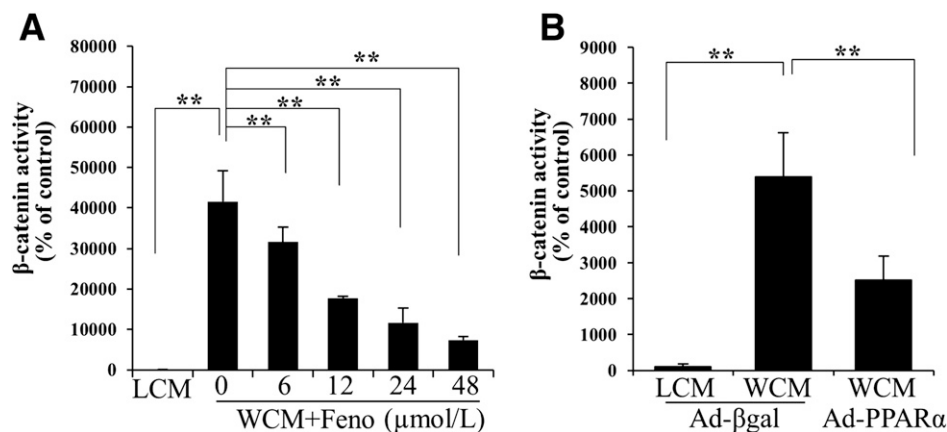 A
β-catenin activity
(% of control)
80000
70000
60000
50000
40000
30000
20000
10000
0
**
**
**
**
**
LCM 0 6 12 24 48
WCM+Feno (μmol/L)
B
β-catenin activity
(% of control)
9000
8000
7000
6000
5000
4000
3000
2000
1000
0
** **
LCM WCM WCM
Ad-βgal Ad-PPARα